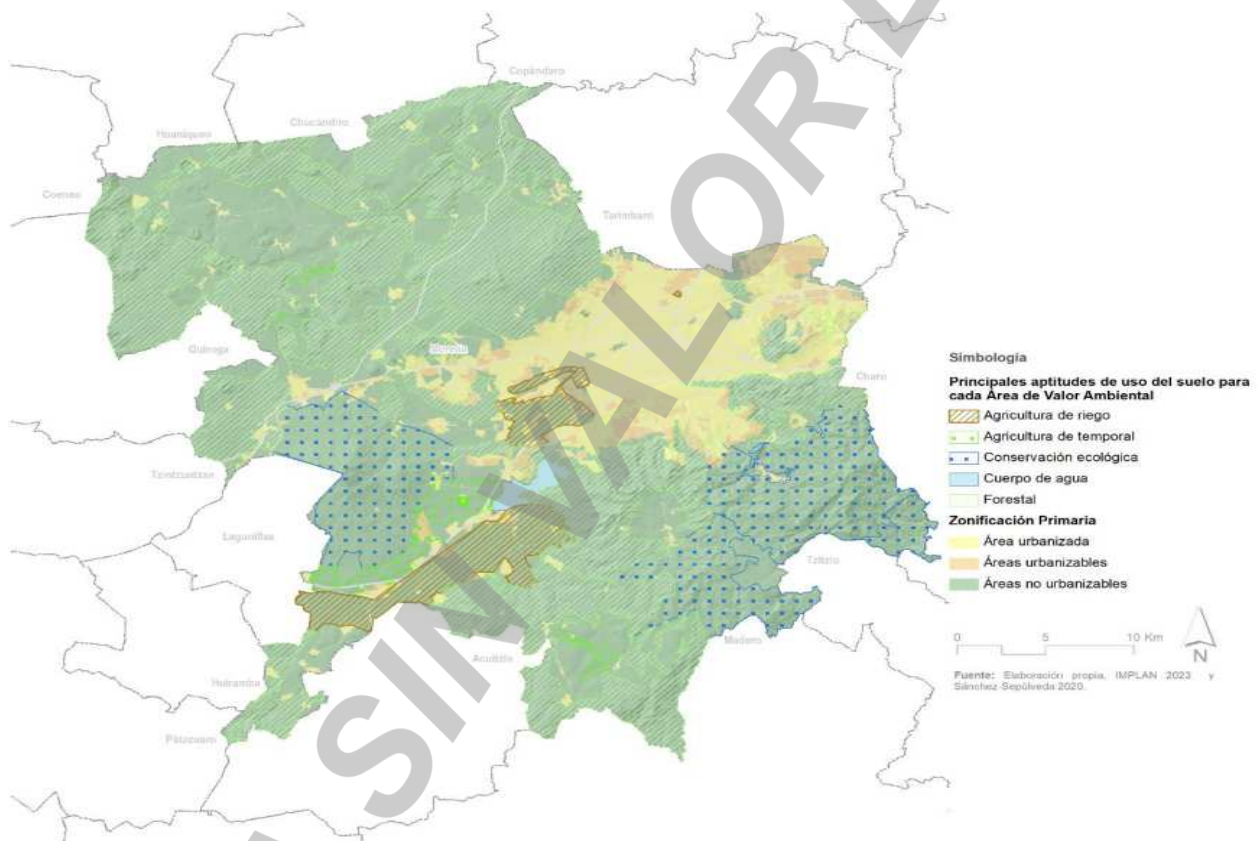 Copándaro
Chucándiro
Huaniqueo
Coeneo
Tarímbaro
Quiroga
Morelia
Charo
Tzintzuntzan
Lagunillas
Tzitzio
Madero
Acuitzio
Huiramba
Pátzcuaro
SIN VALOR
Simbología
Principales aptitudes de uso del suelo para
cada Área de Valor Ambiental
Agricultura de riego
Agricultura de temporal
Conservación ecológica
Cuerpo de agua
Forestal
Zonificación Primaria
Área urbanizada
Áreas urbanizables
Áreas no urbanizables
0 5 10 Km
N
Fuente: Elaboración propia, IMPLAN 2023 y
Sánchez-Sepúlveda 2020.